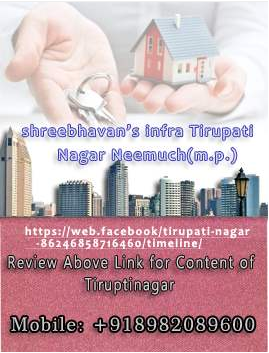 shreebhavan's infra Tirupati
Nagar Neemuch(m.p.)
https://web.facebook/tirupati-nagar
-86246858716460/timeline/
Review Above Link for Content of
Tiruptinagar
Mobile: +918982089600